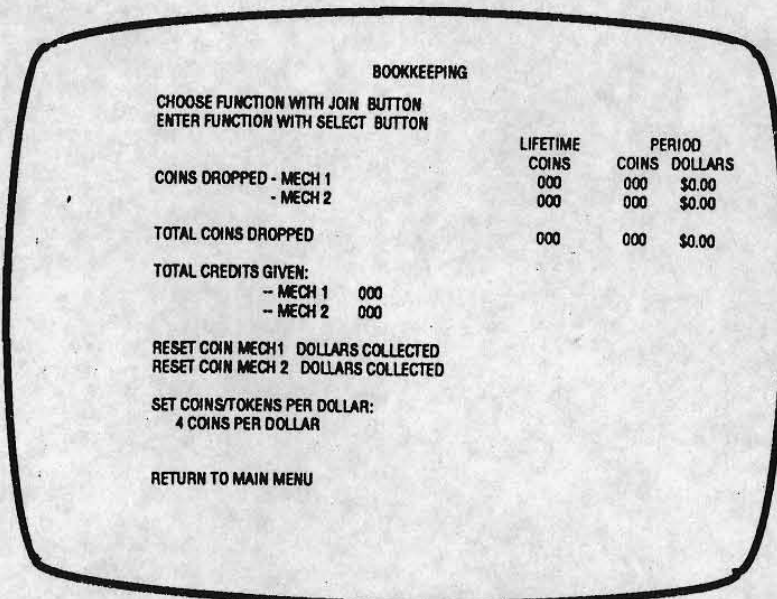 BOOKKEEPING
CHOOSE FUNCTION WITH JOIN BUTTON
ENTER FUNCTION WITH SELECT BUTTON
LIFETIME PERIOD
COINS COINS DOLLARS
COINS DROPPED - MECH 1 000 000 $0.00
- MECH 2 000 000 $0.00
TOTAL COINS DROPPED 000 000 $0.00
TOTAL CREDITS GIVEN:
-- MECH 1 000
-- MECH 2 000
RESET COIN MECH1 DOLLARS COLLECTED
RESET COIN MECH 2 DOLLARS COLLECTED
SET COINS/TOKENS PER DOLLAR:
4 COINS PER DOLLAR
RETURN TO MAIN MENU